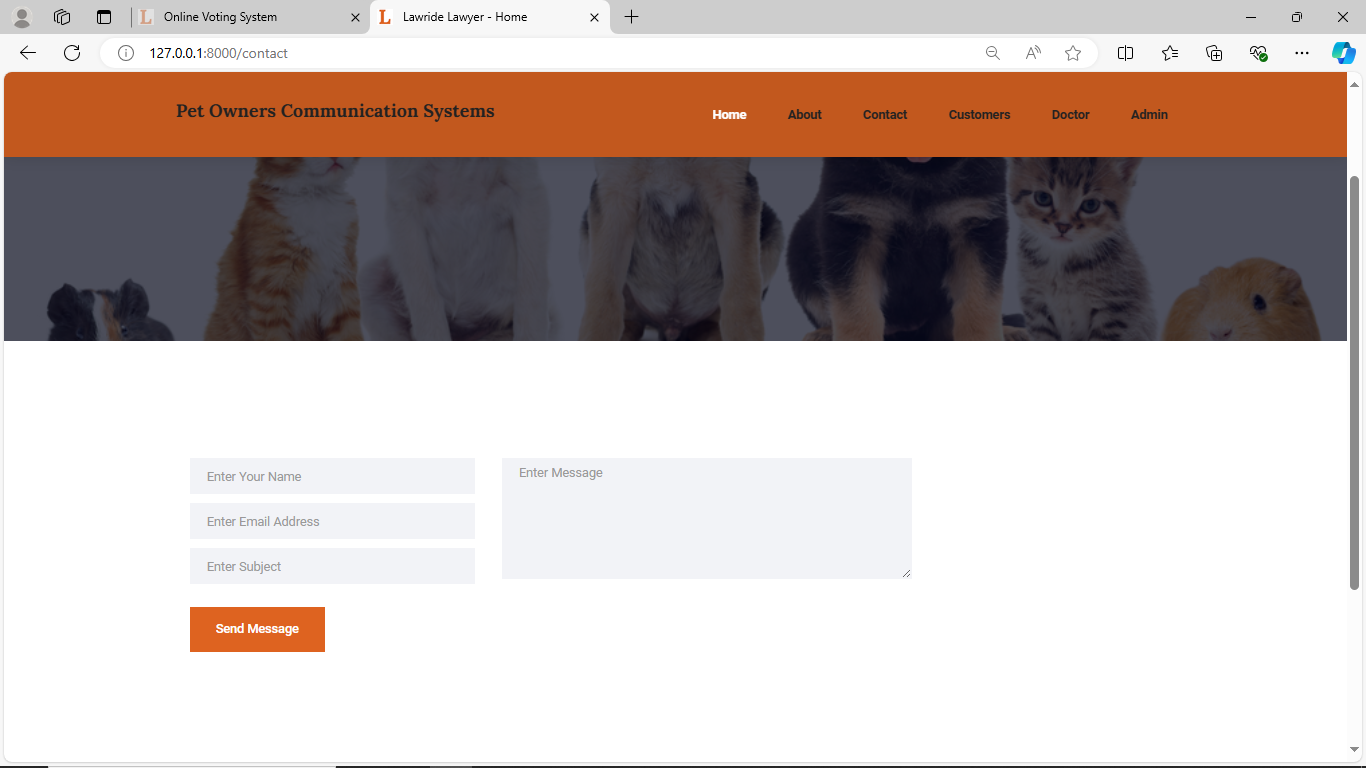 Online Voting System
Lawride Lawyer - Home
127.0.0.1:8000/contact
Pet Owners Communication Systems
Home About Contact Customers Doctor Admin
Enter Your Name
Enter Email Address
Enter Subject
Enter Message
Send Message